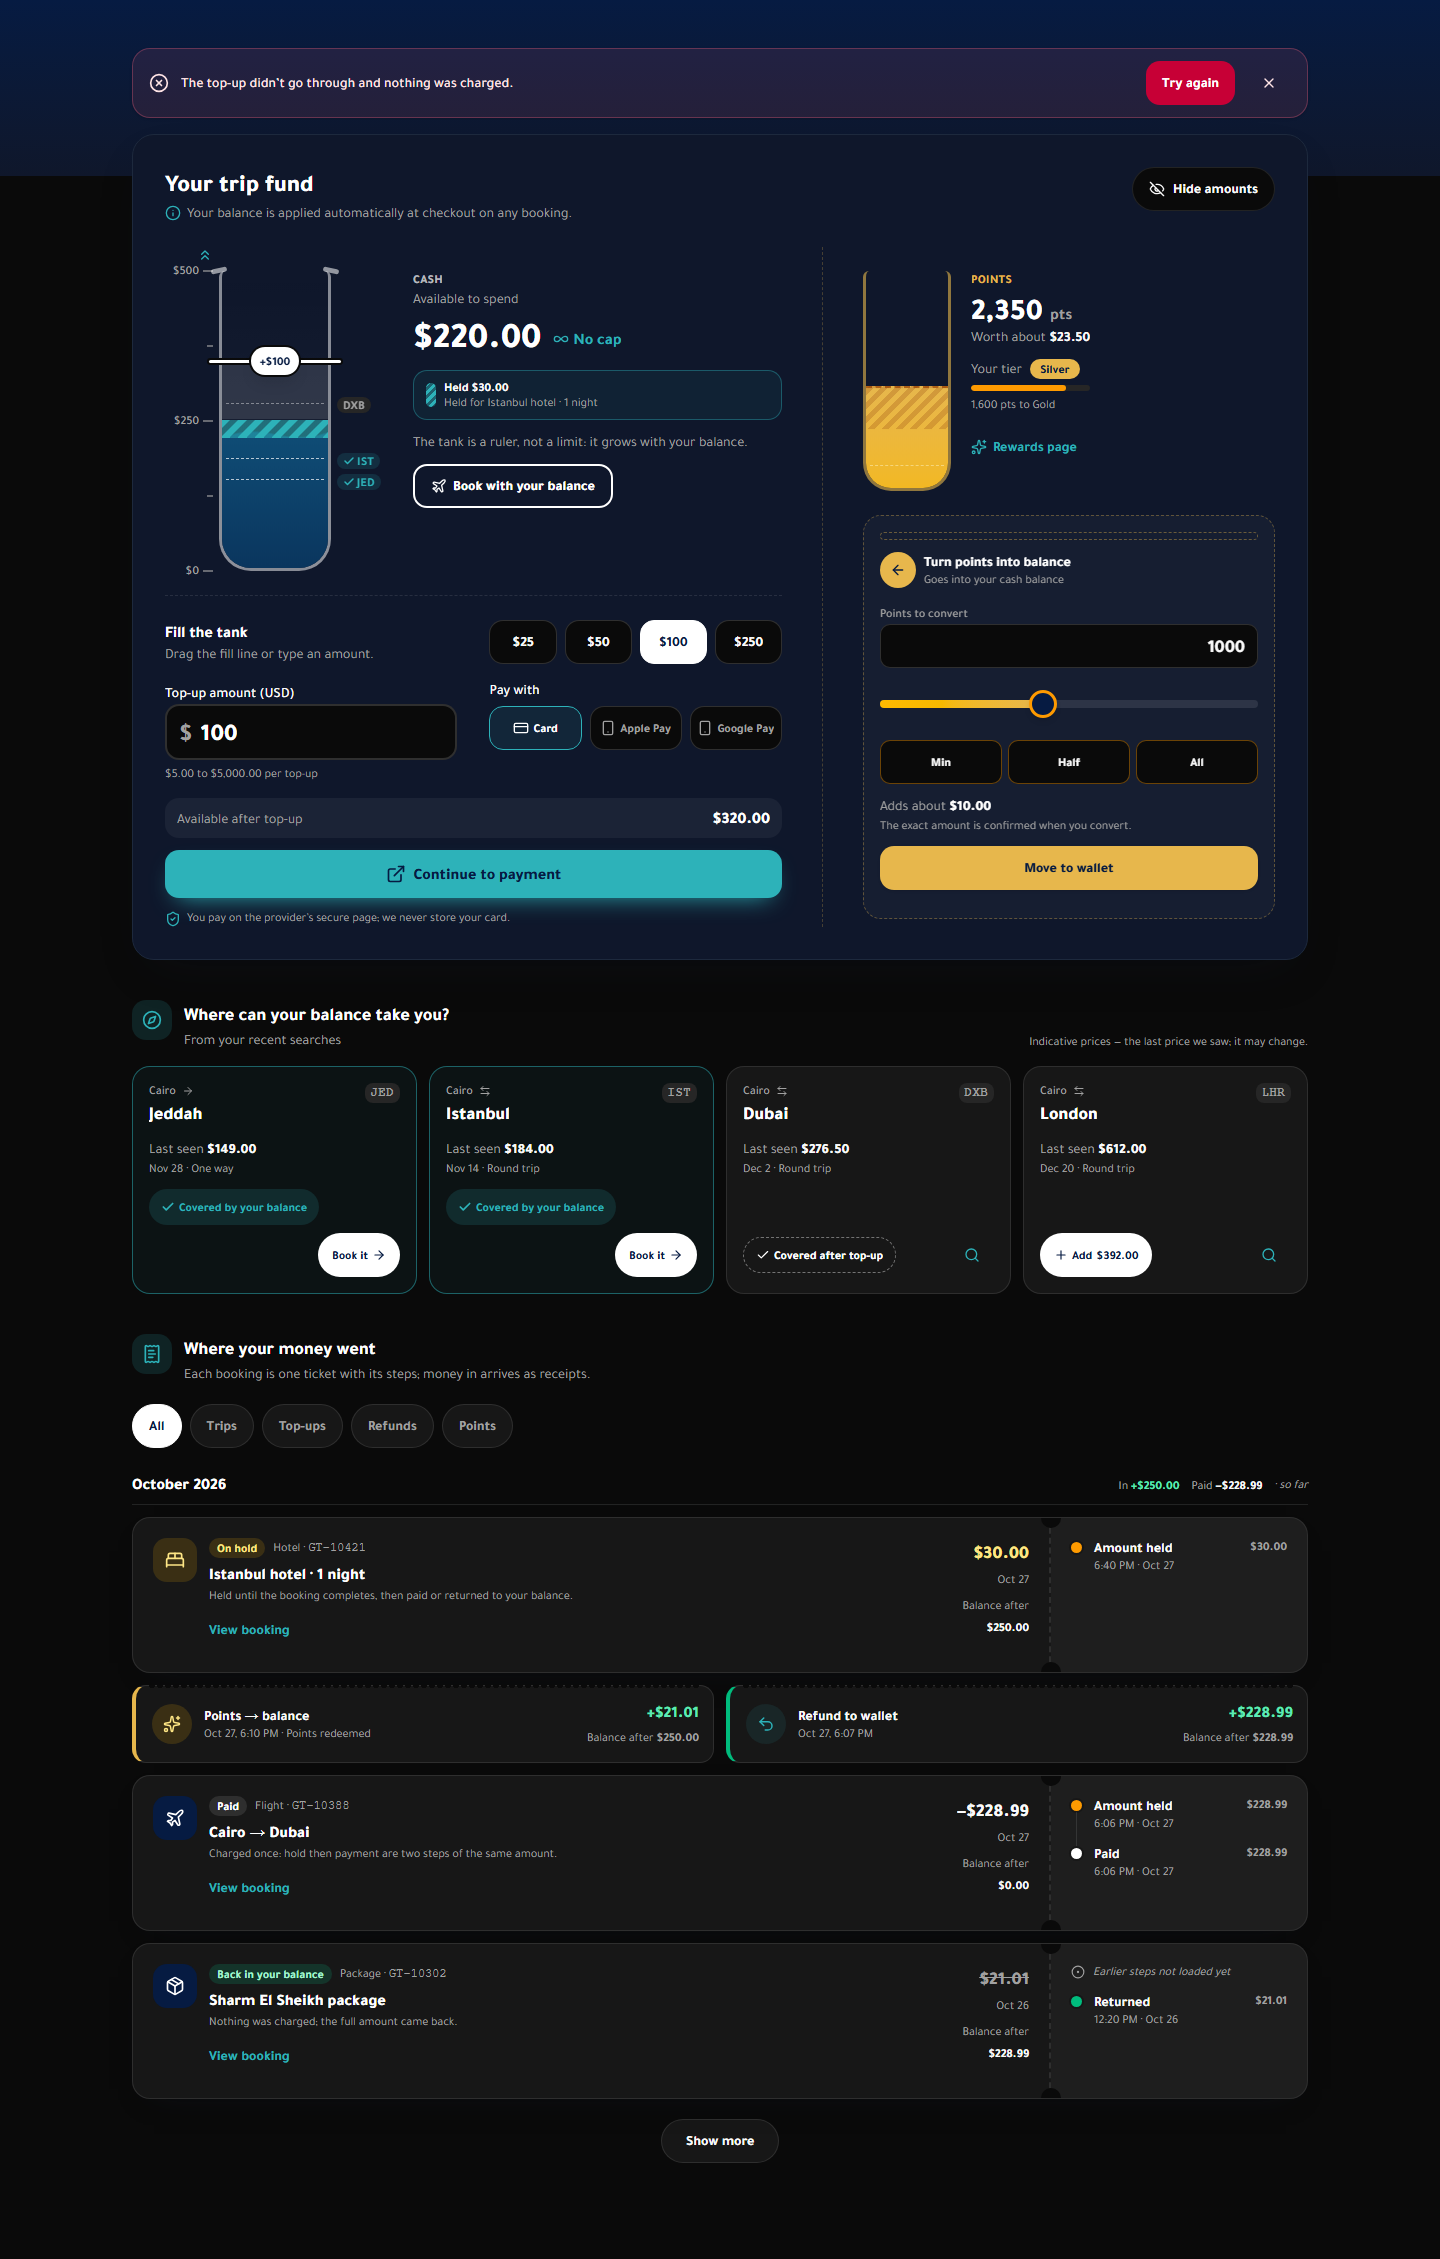 The top-up didn't go through and nothing was charged.
Try again
Your trip fund
Your balance is applied automatically at checkout on any booking.
Hide amounts
$500
+$100
DXB
$250
IST
JED
$0
CASH
Available to spend
$220.00
No cap
Held $30.00
Held for Istanbul hotel · 1 night
The tank is a ruler, not a limit: it grows with your balance.
Book with your balance
POINTS
2,350 pts
Worth about $23.50
Your tier Silver
1,600 pts to Gold
Rewards page
Fill the tank
Drag the fill line or type an amount.
$25
$50
$100
$250
Top-up amount (USD)
$ 100
$5.00 to $5,000.00 per top-up
Pay with
Card
Apple Pay
Google Pay
Available after top-up
$320.00
Continue to payment
You pay on the provider's secure page; we never store your card.
Turn points into balance
Goes into your cash balance
Points to convert
1000
Min
Half
All
Adds about $10.00
The exact amount is confirmed when you convert.
Move to wallet
Where can your balance take you?
From your recent searches
Indicative prices – the last price we saw; it may change.
Cairo →
JED
Jeddah
Last seen $149.00
Nov 28 · One way
Covered by your balance
Book it →
Cairo ⇆
IST
Istanbul
Last seen $184.00
Nov 14 · Round trip
Covered by your balance
Book it →
Cairo ⇆
DXB
Dubai
Last seen $276.50
Dec 2 · Round trip
Covered after top-up
Cairo ⇆
LHR
London
Last seen $612.00
Dec 20 · Round trip
+ Add $392.00
Where your money went
Each booking is one ticket with its steps; money in arrives as receipts.
All
Trips
Top-ups
Refunds
Points
October 2026
In +$250.00 Paid –$228.99 · so far
On hold Hotel · GT-10421
Istanbul hotel · 1 night
Held until the booking completes, then paid or returned to your balance.
View booking
$30.00
Oct 27
Balance after
$250.00
Amount held
$30.00
6:40 PM · Oct 27
Points → balance
Oct 27, 6:10 PM · Points redeemed
+$21.01
Balance after $250.00
Refund to wallet
Oct 27, 6:07 PM
+$228.99
Balance after $228.99
Paid Flight · GT-10388
Cairo → Dubai
Charged once: hold then payment are two steps of the same amount.
View booking
–$228.99
Oct 27
Balance after
$0.00
Amount held
$228.99
6:06 PM · Oct 27
Paid
$228.99
6:06 PM · Oct 27
Back in your balance Package · GT-10302
Sharm El Sheikh package
Nothing was charged; the full amount came back.
View booking
$21.01
Oct 26
Balance after
$228.99
Earlier steps not loaded yet
Returned
$21.01
12:20 PM · Oct 26
Show more